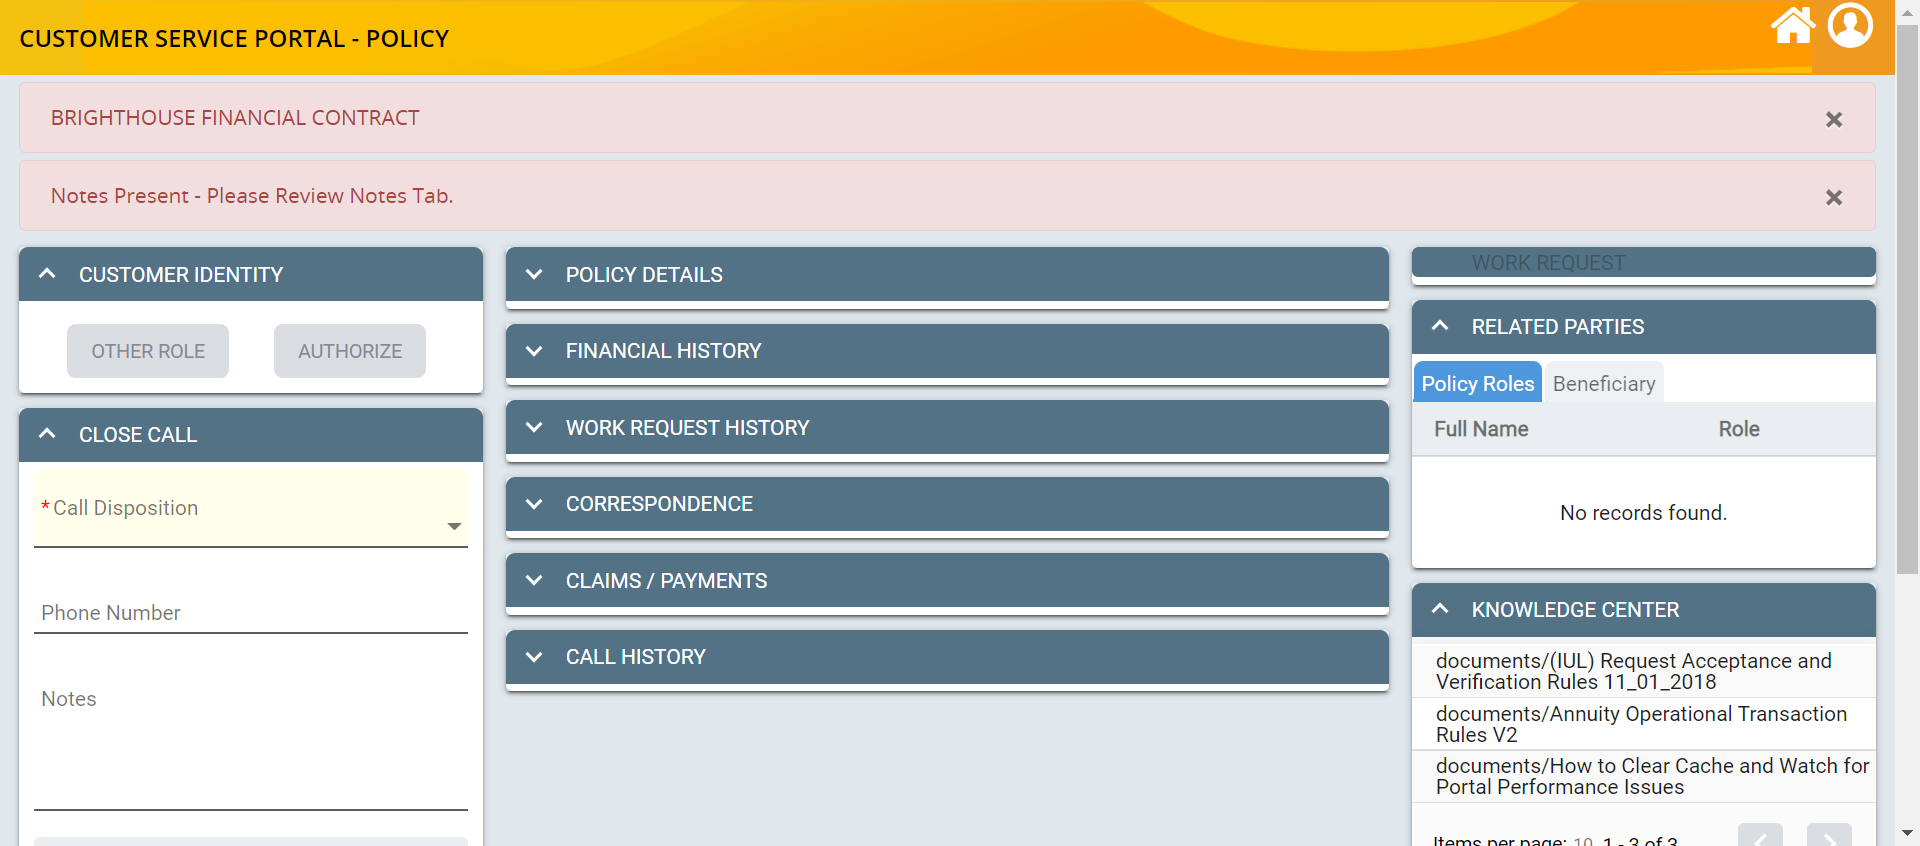 CUSTOMER SERVICE PORTAL - POLICY
BRIGHTHOUSE FINANCIAL CONTRACT
Notes Present - Please Review Notes Tab.
CUSTOMER IDENTITY
OTHER ROLE
AUTHORIZE
CLOSE CALL
* Call Disposition
Phone Number
Notes
POLICY DETAILS
FINANCIAL HISTORY
WORK REQUEST HISTORY
CORRESPONDENCE
CLAIMS / PAYMENTS
CALL HISTORY
WORK REQUEST
RELATED PARTIES
Policy Roles Beneficiary
Full Name Role
No records found.
KNOWLEDGE CENTER
documents/(IUL) Request Acceptance and
Verification Rules 11_01_2018
documents/Annuity Operational Transaction
Rules V2
documents/How to Clear Cache and Watch for
Portal Performance Issues
Items per page: 10 1 - 3 of 3